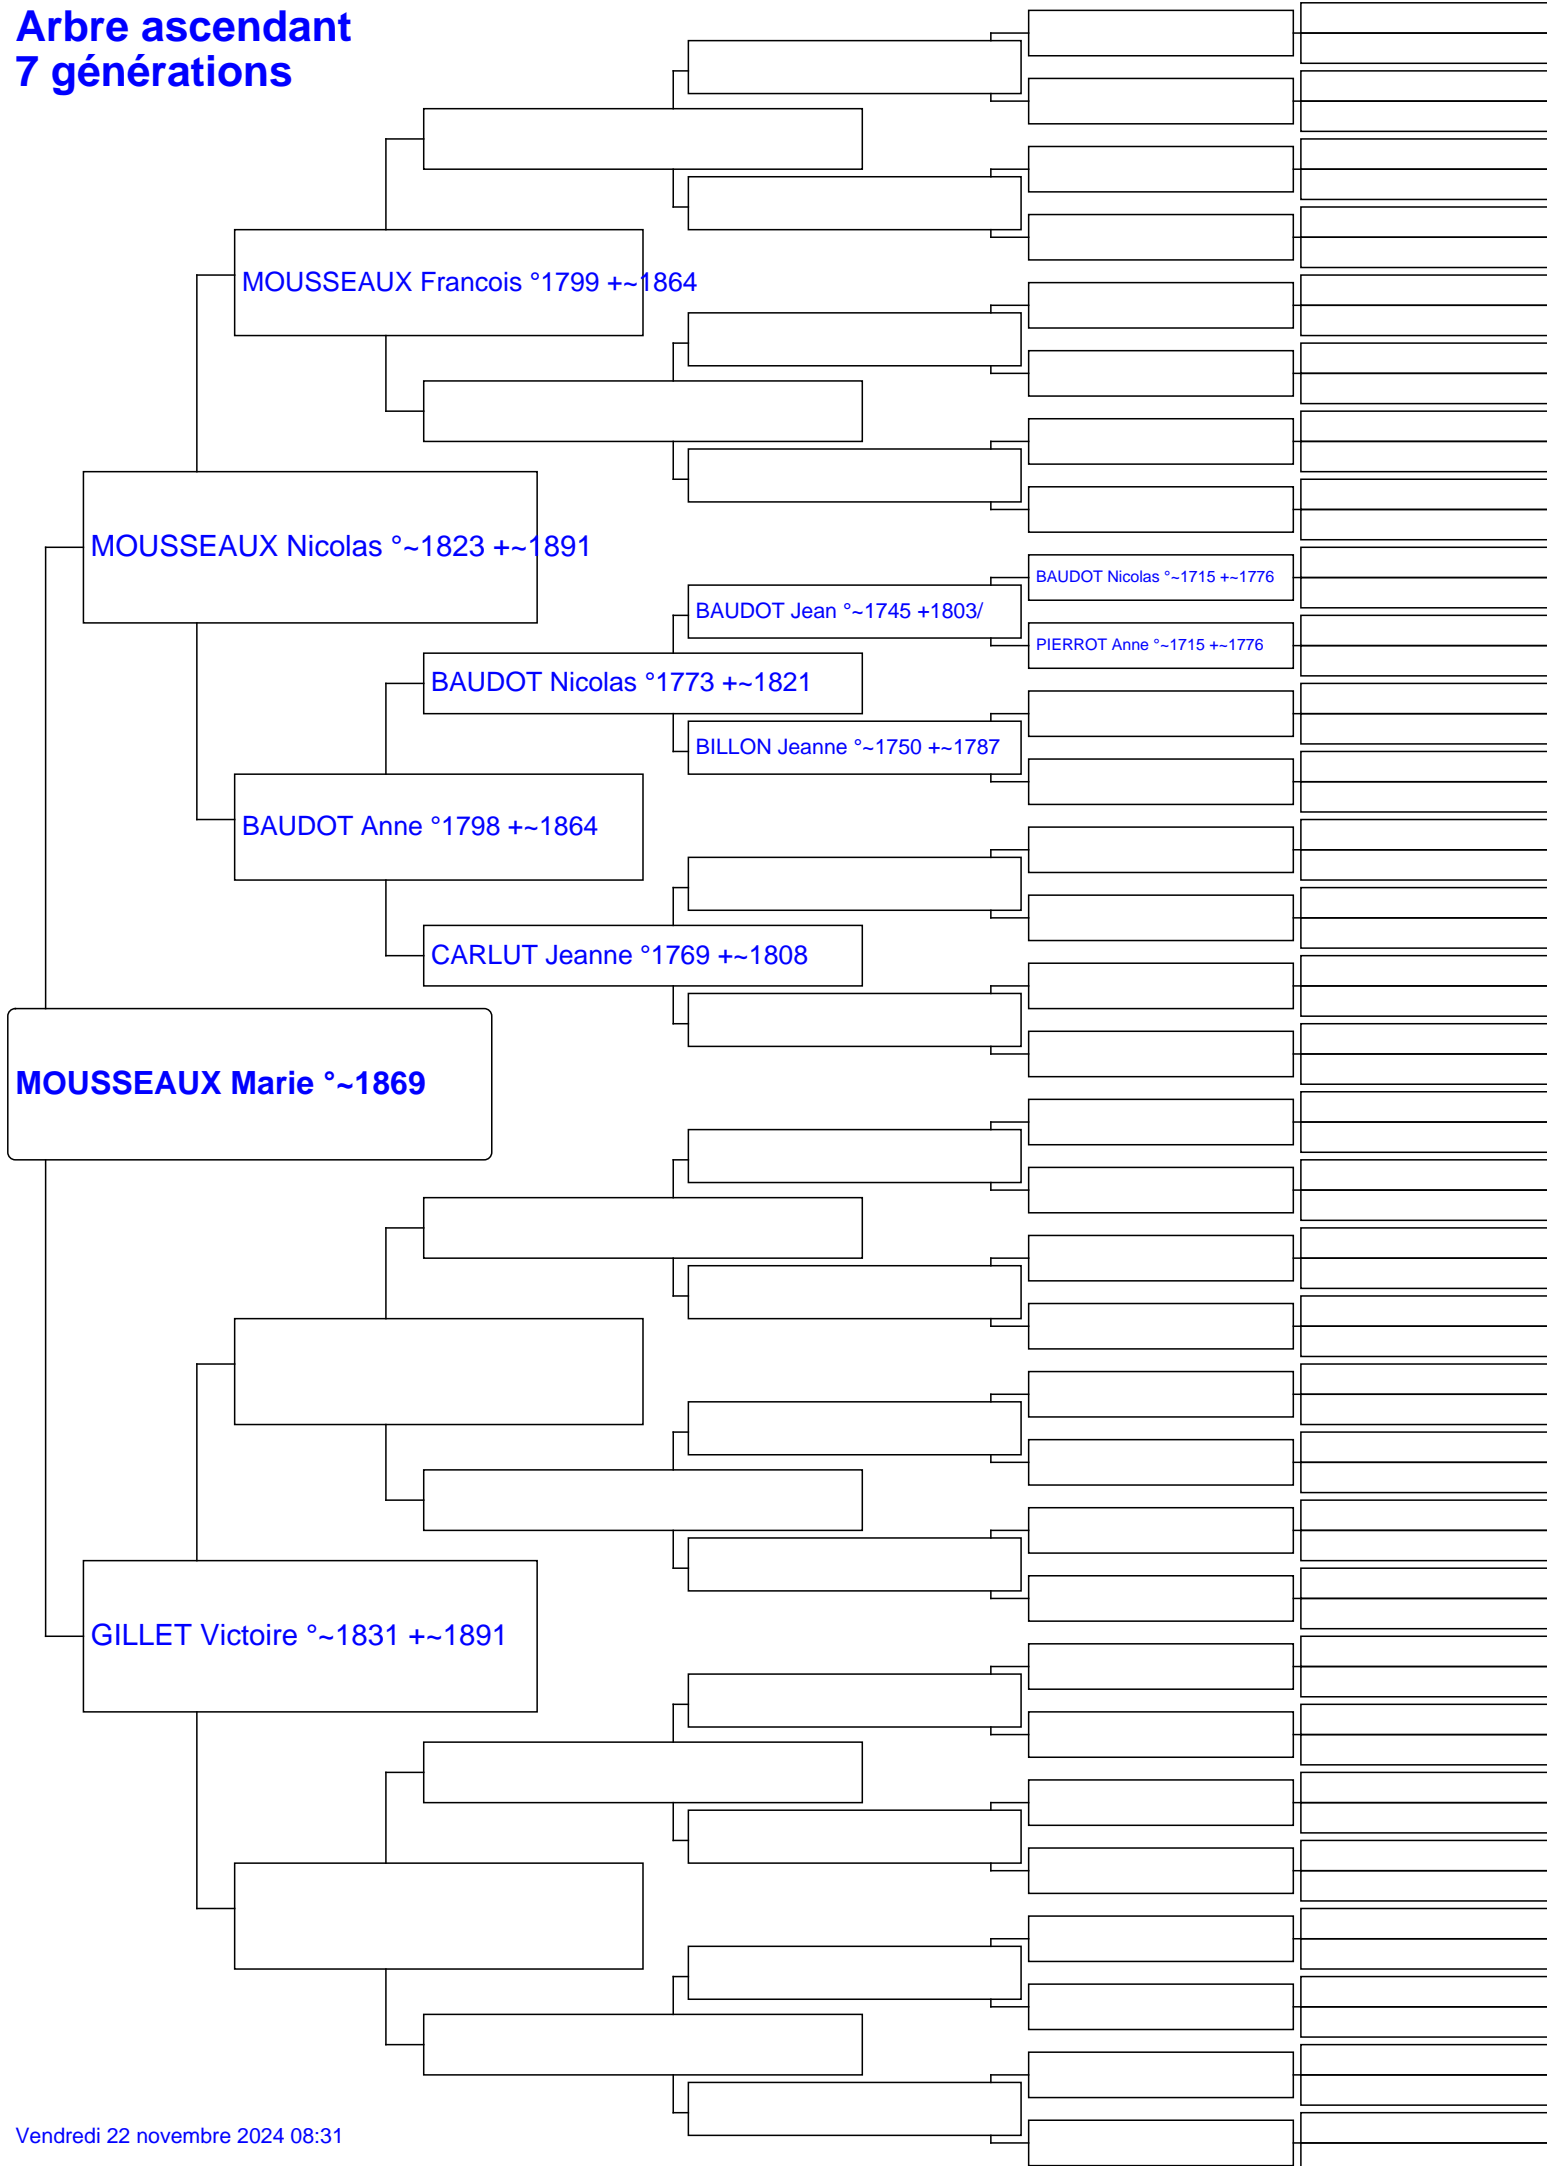 Arbre ascendant
7 générations
MOUSSEAUX Francois °1799 +~1864
MOUSSEAUX Nicolas °~1823 +~1891
BAUDOT Nicolas °~1715 +~1776
BAUDOT Jean °~1745 +1803/
PIERROT Anne °~1715 +~1776
BAUDOT Nicolas °1773 +~1821
BILLON Jeanne °~1750 +~1787
BAUDOT Anne °1798 +~1864
CARLUT Jeanne °1769 +~1808
MOUSSEAUX Marie °~1869
GILLET Victoire °~1831 +~1891
Vendredi 22 novembre 2024 08:31